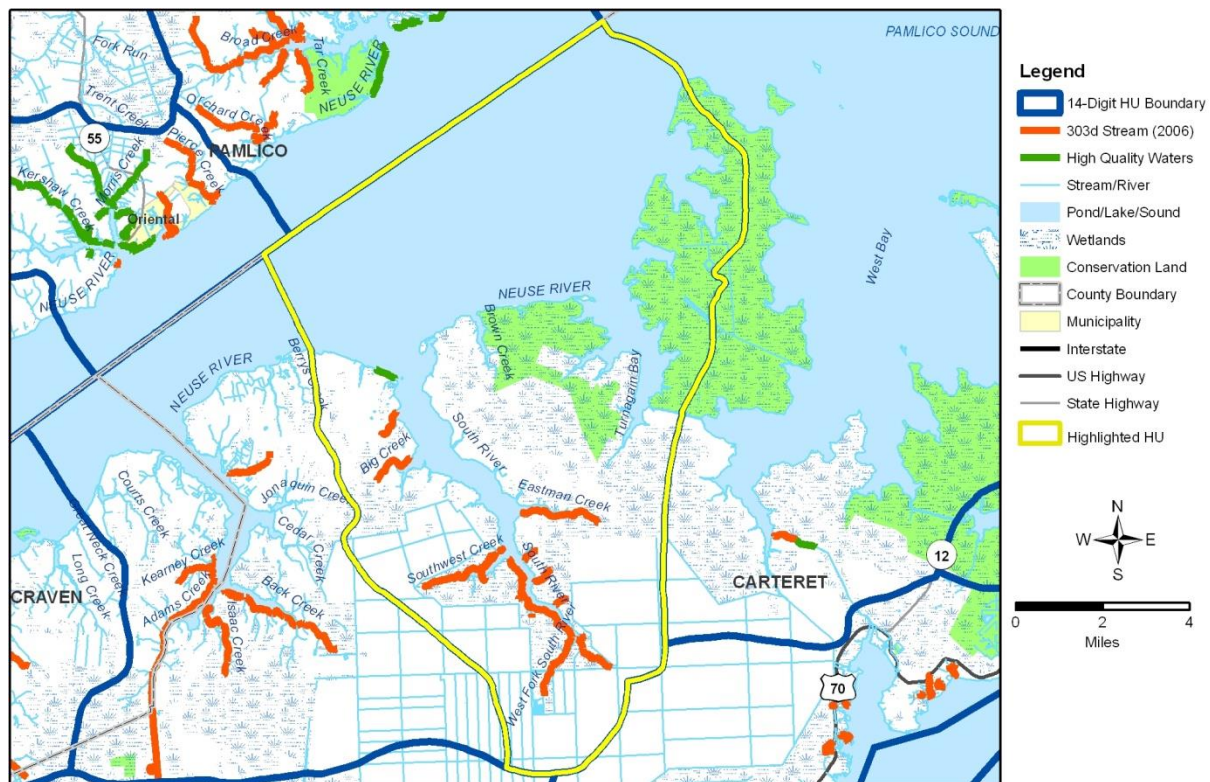 PAMLICO SOUND
Broad Creek
Fork Run
Tar Creek
NEUSE RIVER
Trent Creek
Orchard Creek
55
Pierce Creek
PAMLICO
Morris Creek
Kershaw Creek
Oriental
NEUSE RIVER
West Bay
NEUSE RIVER
Brown Creek
Berrys Creek
NEUSE RIVER
Turnagain Bay
South River
Big Creek
Jonaquin Creek
Eastman Creek
Courts Creek
Cedar Creek
Southwest Creek
South River
Kearney Creek
Long Creek
Back Creek
CRAVEN
Adams Creek
Isaac Creek
CARTERET
12
West Fork South River
70
Legend
14-Digit HU Boundary
303d Stream (2006)
High Quality Waters
Stream/River
Pond/Lake/Sound
Wetlands
Conservation Land
County Boundary
Municipality
Interstate
US Highway
State Highway
Highlighted HU
N
W E
S
0 2 4
Miles